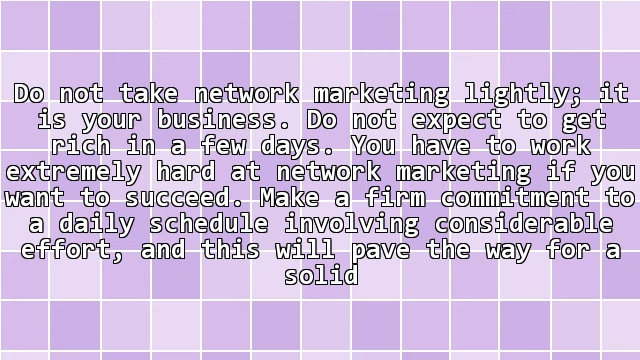 Do not take network marketing lightly; it
is your business. Do not expect to get
rich in a few days. You have to work
extremely hard at network marketing if you
want to succeed. Make a firm commitment to
a daily schedule involving considerable
effort, and this will pave the way for a
solid